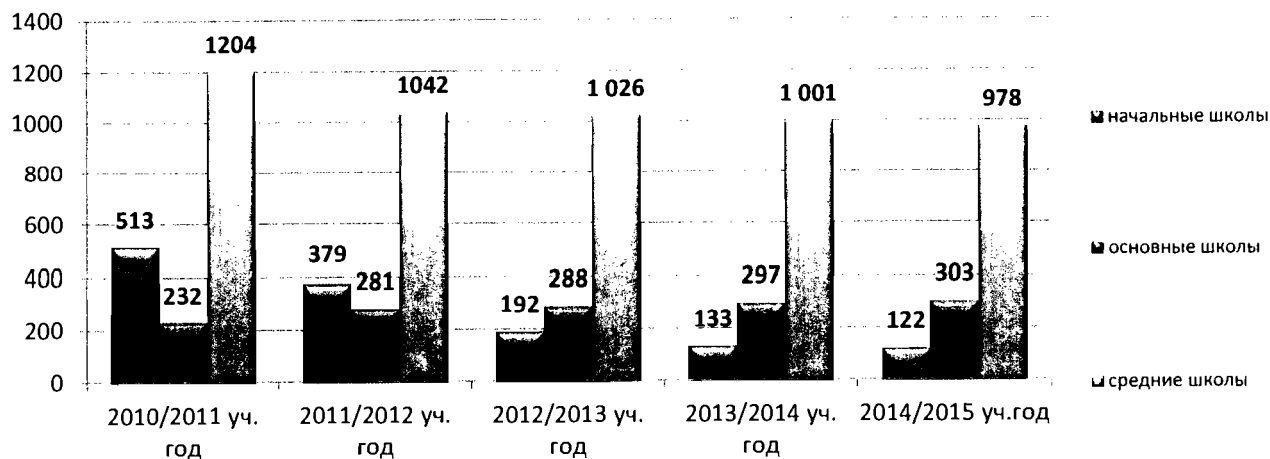 1400
1200
1000
800
600
400
200
0
513
232
1204
379
281
1042
192
288
1 026
133
297
1 001
122
303
978
2010/2011 уч.
год
2011/2012 уч.
год
2012/2013 уч.
год
2013/2014 уч.
год
2014/2015 уч.год
начальные школы
основные школы
средние школы